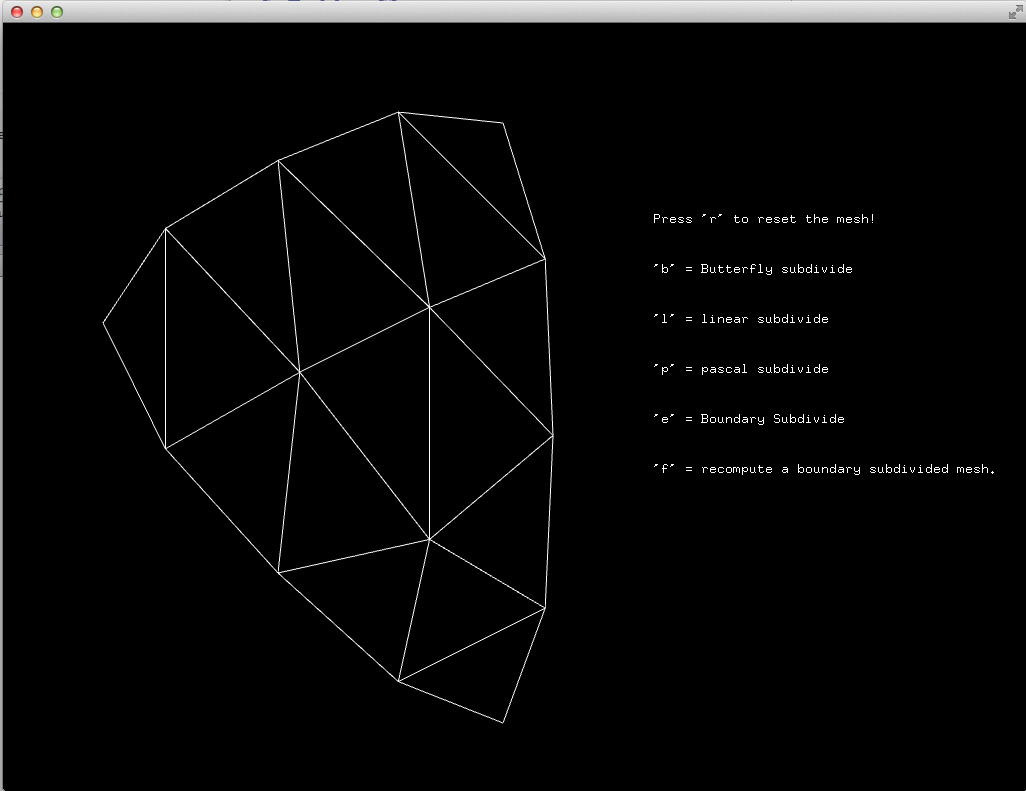 Press 'r' to reset the mesh!
'b' = Butterfly subdivide
'l' = linear subdivide
'p' = pascal subdivide
'e' = Boundary Subdivide
'f' = recompute a boundary subdivided mesh.